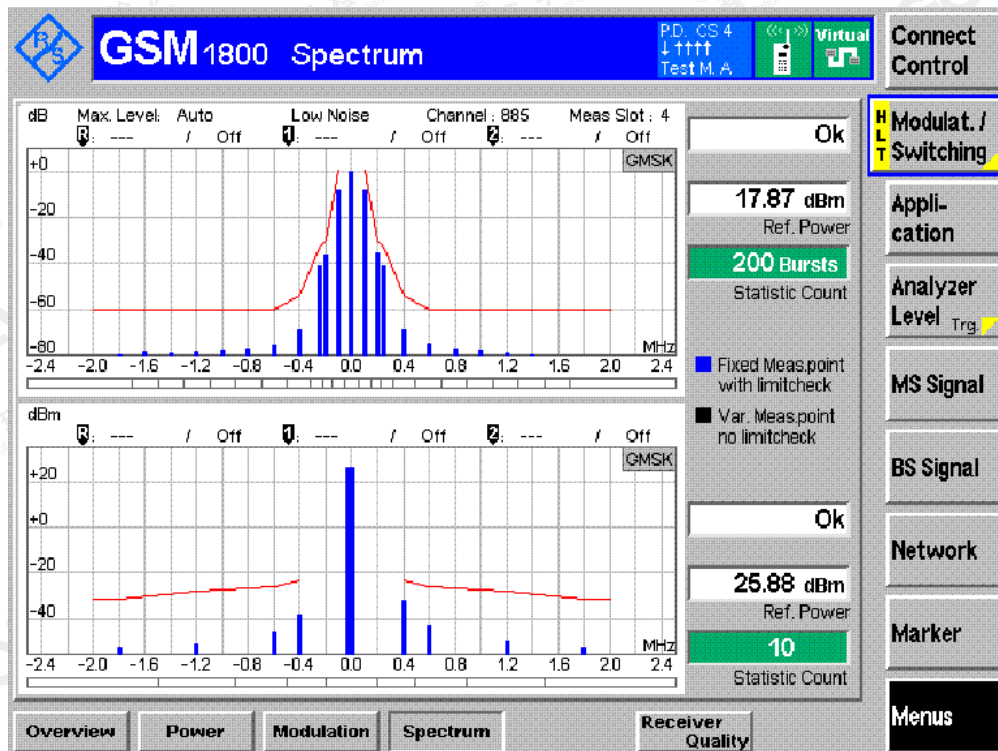 R/S
GSM 1800 Spectrum
P.D. CS 4
Test M. A
Virtual
Connect Control
dB Max. Level: Auto Low Noise Channel : 885 Meas Slot : 4
R: --- / Off 1: --- / Off 2: --- / Off
GMSK
+0
-20
-40
-60
-80
MHz
-2.4 -2.0 -1.6 -1.2 -0.8 -0.4 0.0 0.4 0.8 1.2 1.6 2.0 2.4
Ok
17.87 dBm
Ref. Power
200 Bursts
Statistic Count
Fixed Meas.point
with limitcheck
Var. Meas.point
no limitcheck
dBm
R: --- / Off 1: --- / Off 2: --- / Off
GMSK
+20
+0
-20
-40
MHz
-2.4 -2.0 -1.6 -1.2 -0.8 -0.4 0.0 0.4 0.8 1.2 1.6 2.0 2.4
Ok
25.88 dBm
Ref. Power
10
Statistic Count
HLT
Modulat. /
Switching
Appli-
cation
Analyzer
Level Trg.
MS Signal
BS Signal
Network
Marker
Menus
Overview Power Modulation Spectrum Receiver
Quality